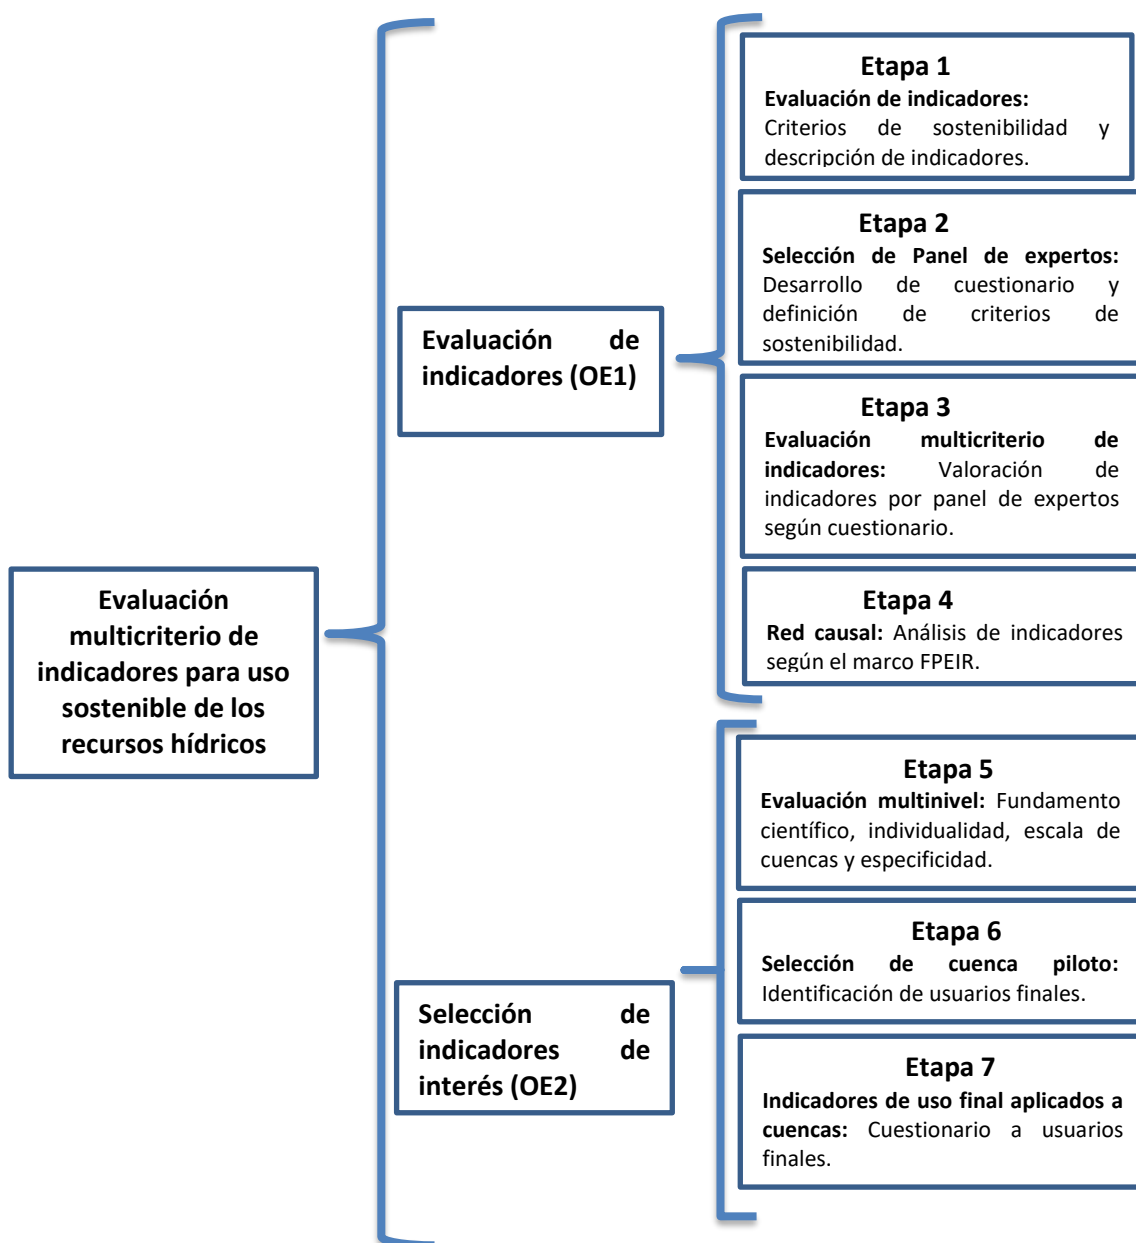 Evaluación
multicriterio de
indicadores para uso
sostenible de los
recursos hídricos
Evaluación de
indicadores (OE1)
Etapa 1
Evaluación de indicadores:
Criterios de sostenibilidad y
descripción de indicadores.
Etapa 2
Selección de Panel de expertos:
Desarrollo de cuestionario y
definición de criterios de
sostenibilidad.
Etapa 3
Evaluación multicriterio de
indicadores: Valoración de
indicadores por panel de expertos
según cuestionario.
Etapa 4
Red causal: Análisis de indicadores
según el marco FPEIR.
Selección de
indicadores de
interés (OE2)
Etapa 5
Evaluación multinivel: Fundamento
científico, individualidad, escala de
cuencas y especificidad.
Etapa 6
Selección de cuenca piloto:
Identificación de usuarios finales.
Etapa 7
Indicadores de uso final aplicados a
cuencas: Cuestionario a usuarios
finales.